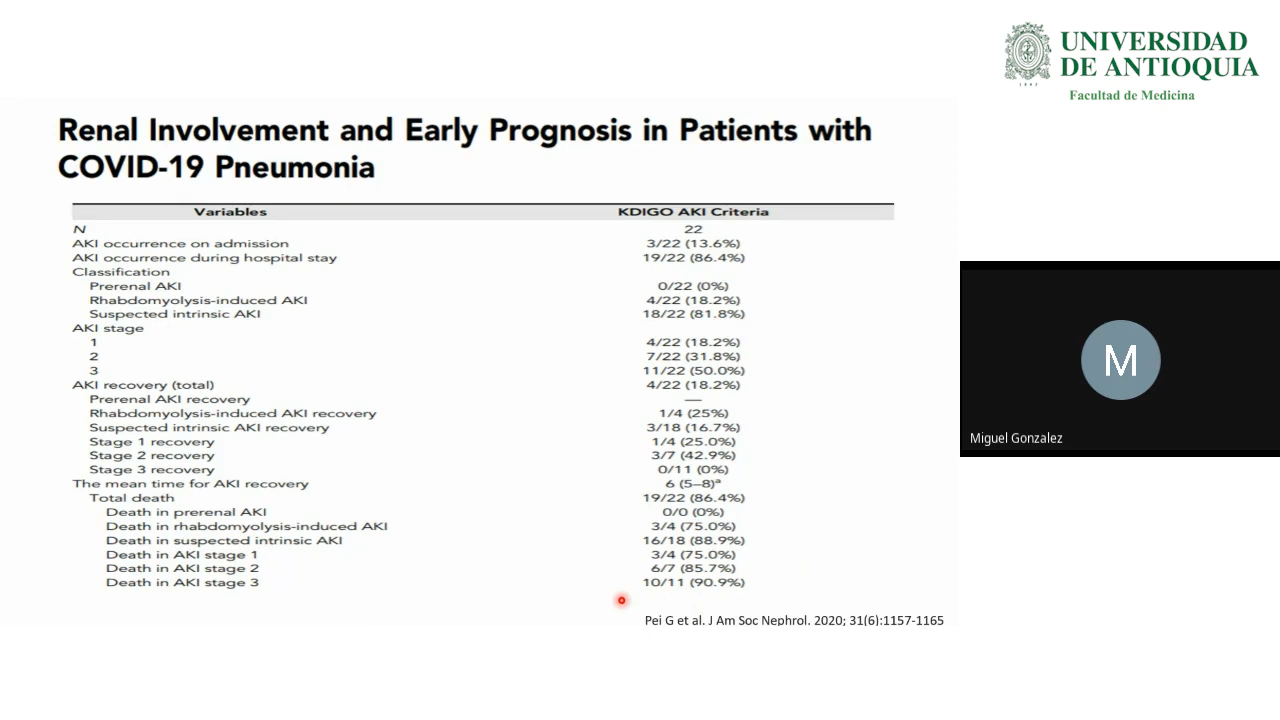 UNIVERSIDAD
DE ANTIOQUIA
1803
Facultad de Medicina
Renal Involvement and Early Prognosis in Patients with
COVID-19 Pneumonia
Variables KDIGO AKI Criteria
N 22
AKI occurrence on admission 3/22 (13.6%)
AKI occurrence during hospital stay 19/22 (86.4%)
Classification
Prerenal AKI 0/22 (0%)
Rhabdomyolysis-induced AKI 4/22 (18.2%)
Suspected intrinsic AKI 18/22 (81.8%)
AKI stage
1 4/22 (18.2%)
2 7/22 (31.8%)
3 11/22 (50.0%)
AKI recovery (total) 4/22 (18.2%)
Prerenal AKI recovery —
Rhabdomyolysis-induced AKI recovery 1/4 (25%)
Suspected intrinsic AKI recovery 3/18 (16.7%)
Stage 1 recovery 1/4 (25.0%)
Stage 2 recovery 3/7 (42.9%)
Stage 3 recovery 0/11 (0%)
The mean time for AKI recovery 6 (5–8)ᵃ
Total death 19/22 (86.4%)
Death in prerenal AKI 0/0 (0%)
Death in rhabdomyolysis-induced AKI 3/4 (75.0%)
Death in suspected intrinsic AKI 16/18 (88.9%)
Death in AKI stage 1 3/4 (75.0%)
Death in AKI stage 2 6/7 (85.7%)
Death in AKI stage 3 10/11 (90.9%)
Pei G et al. J Am Soc Nephrol. 2020; 31(6):1157-1165
M
Miguel Gonzalez